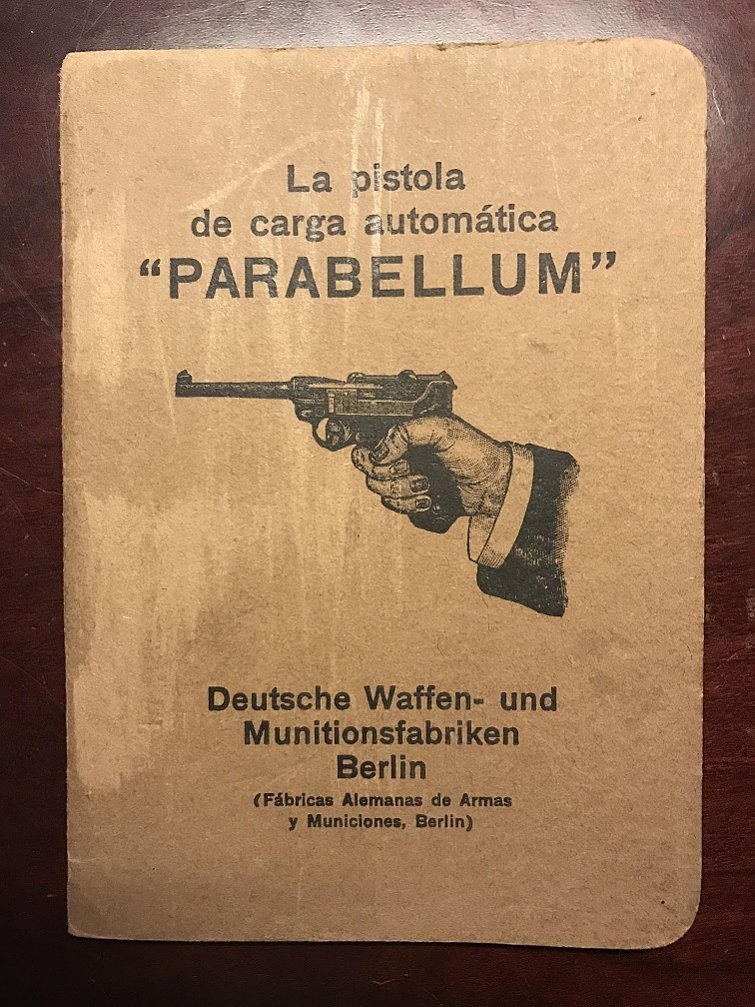 La pistola
de carga automática
“PARABELLUM”
Deutsche Waffen- und
Munitionsfabriken
Berlin
(Fábricas Alemanas de Armas
y Municiones, Berlin)